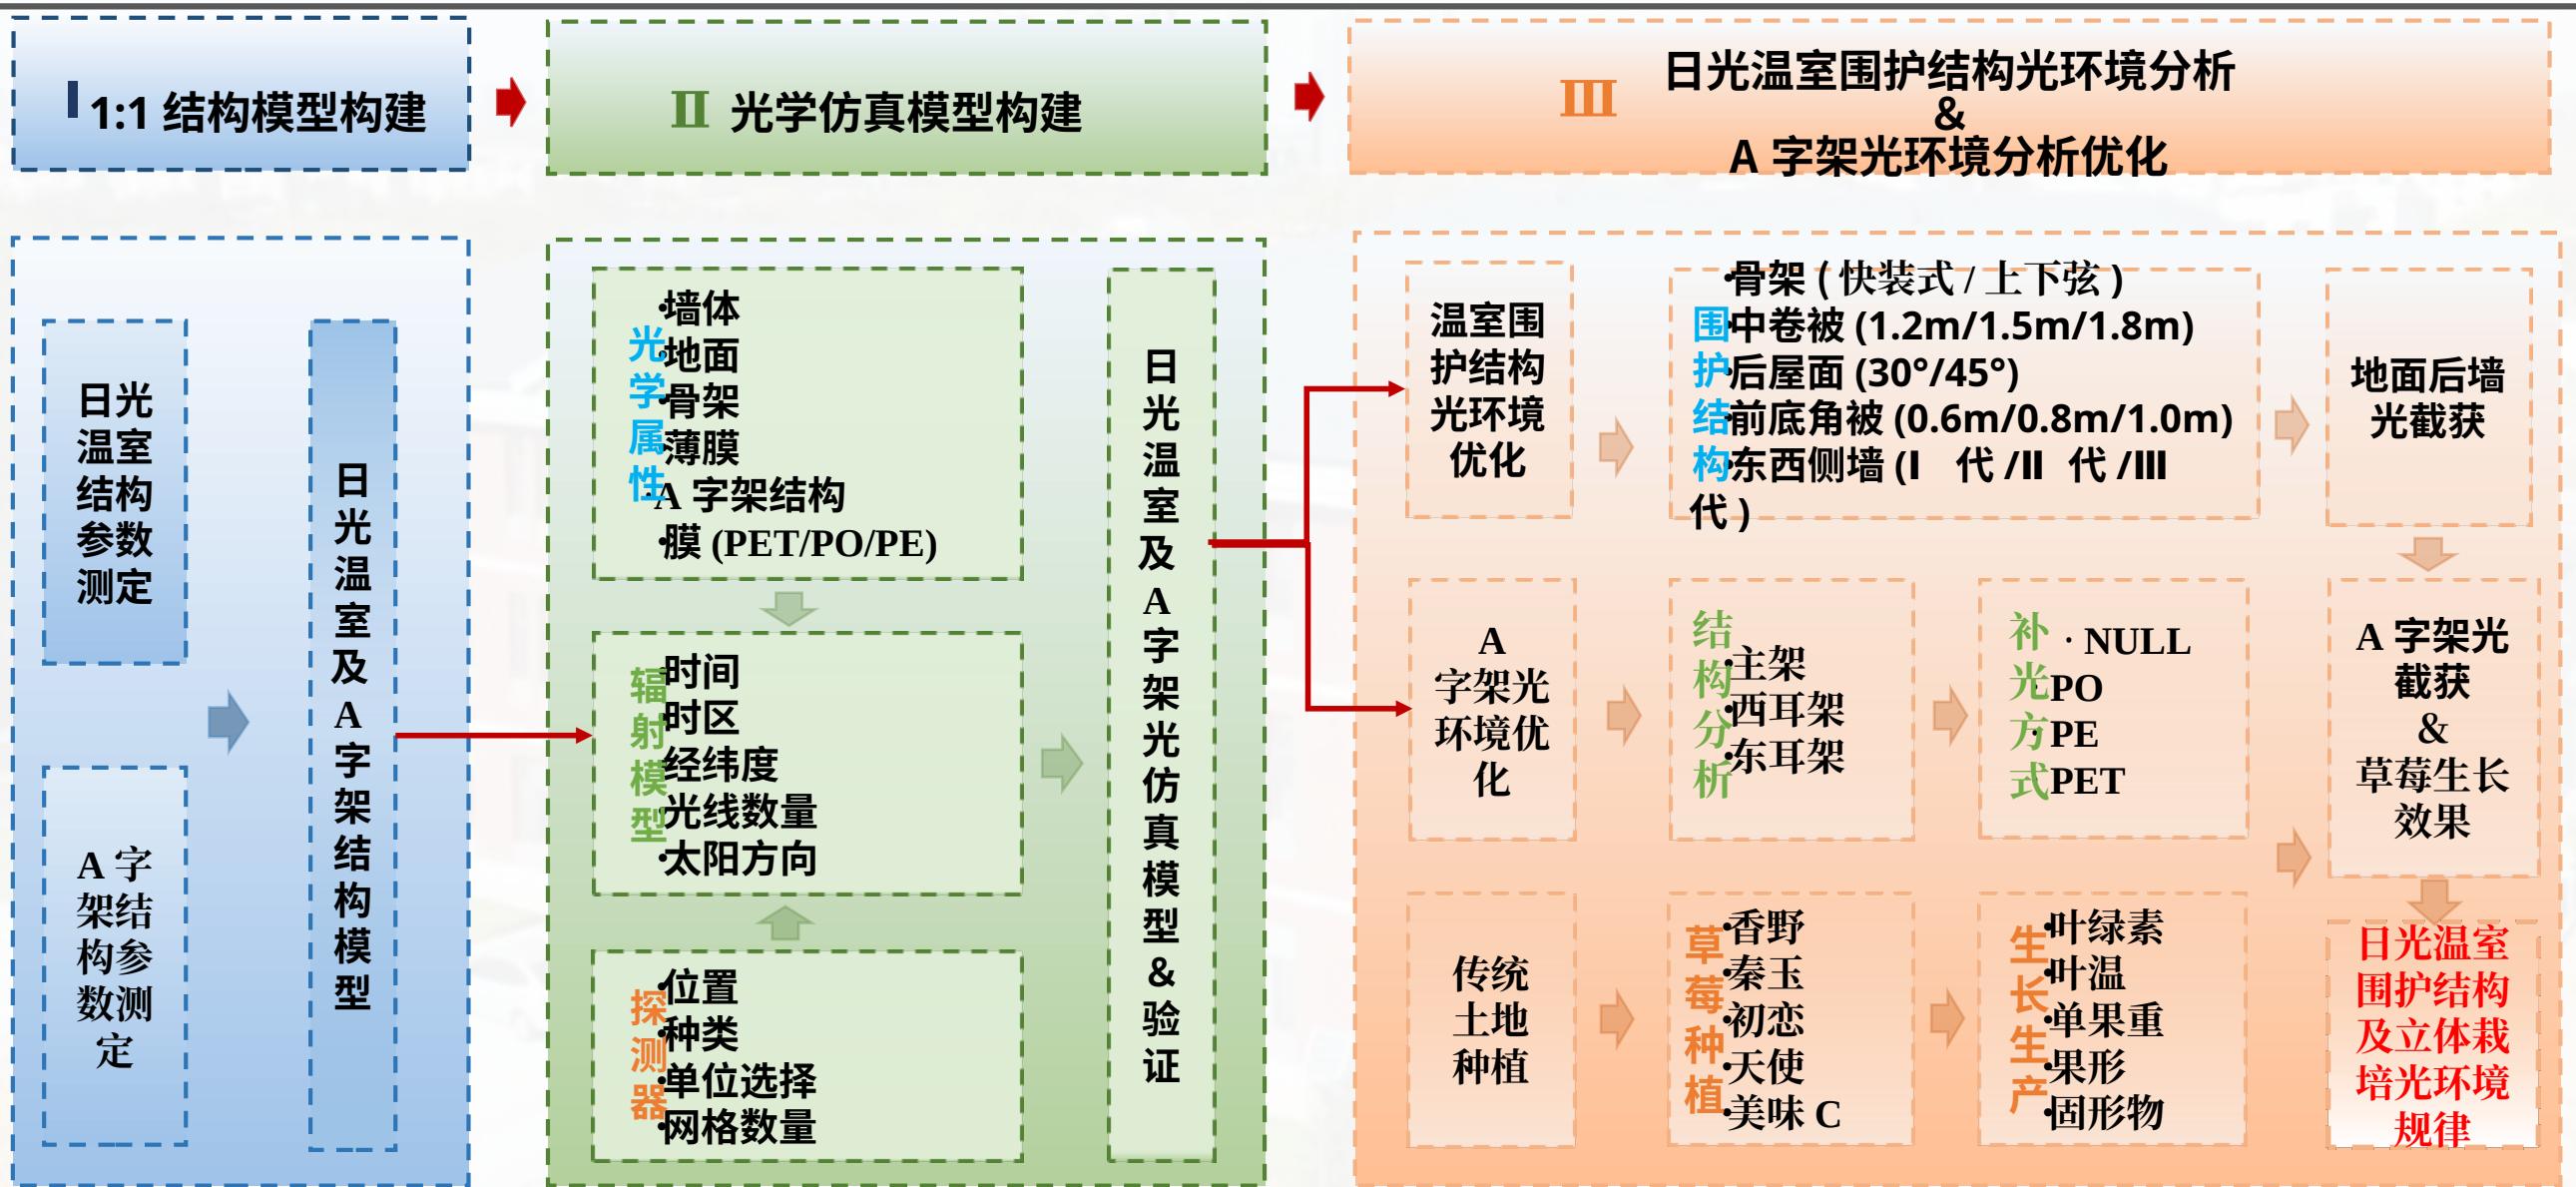 I 1:1 结构模型构建
Ⅱ 光学仿真模型构建
Ⅲ
日光温室围护结构光环境分析
&
A 字架光环境分析优化
日光
温室
结构
参数
测定
A 字
架结
构参
数测
定
日
光
温
室
及
A
字
架
结
构
模
型
光
学
属
性
·墙体
·地面
·骨架
·薄膜
·A 字架结构
·膜 (PET/PO/PE)
辐
射
模
型
·时间
·时区
·经纬度
·光线数量
·太阳方向
探
测
器
·位置
·种类
·单位选择
·网格数量
日
光
温
室
及
A
字
架
光
仿
真
模
型
&
验
证
温室围
护结构
光环境
优化
围
护
结
构
·骨架 ( 快装式 / 上下弦 )
·中卷被 (1.2m/1.5m/1.8m)
·后屋面 (30°/45°)
·前底角被 (0.6m/0.8m/1.0m)
·东西侧墙 (Ⅰ 代 /Ⅱ 代 /Ⅲ
代 )
地面后墙
光截获
A
字架光
环境优
化
结
构
分
析
·主架
·西耳架
·东耳架
补
光
方
式
· NULL
·PO
·PE
·PET
A 字架光
截获
&
草莓生长
效果
传统
土地
种植
草
莓
种
植
·香野
·秦玉
·初恋
·天使
·美味 C
生
长
生
产
·叶绿素
·叶温
·单果重
·果形
·固形物
日光温室
围护结构
及立体栽
培光环境
规律